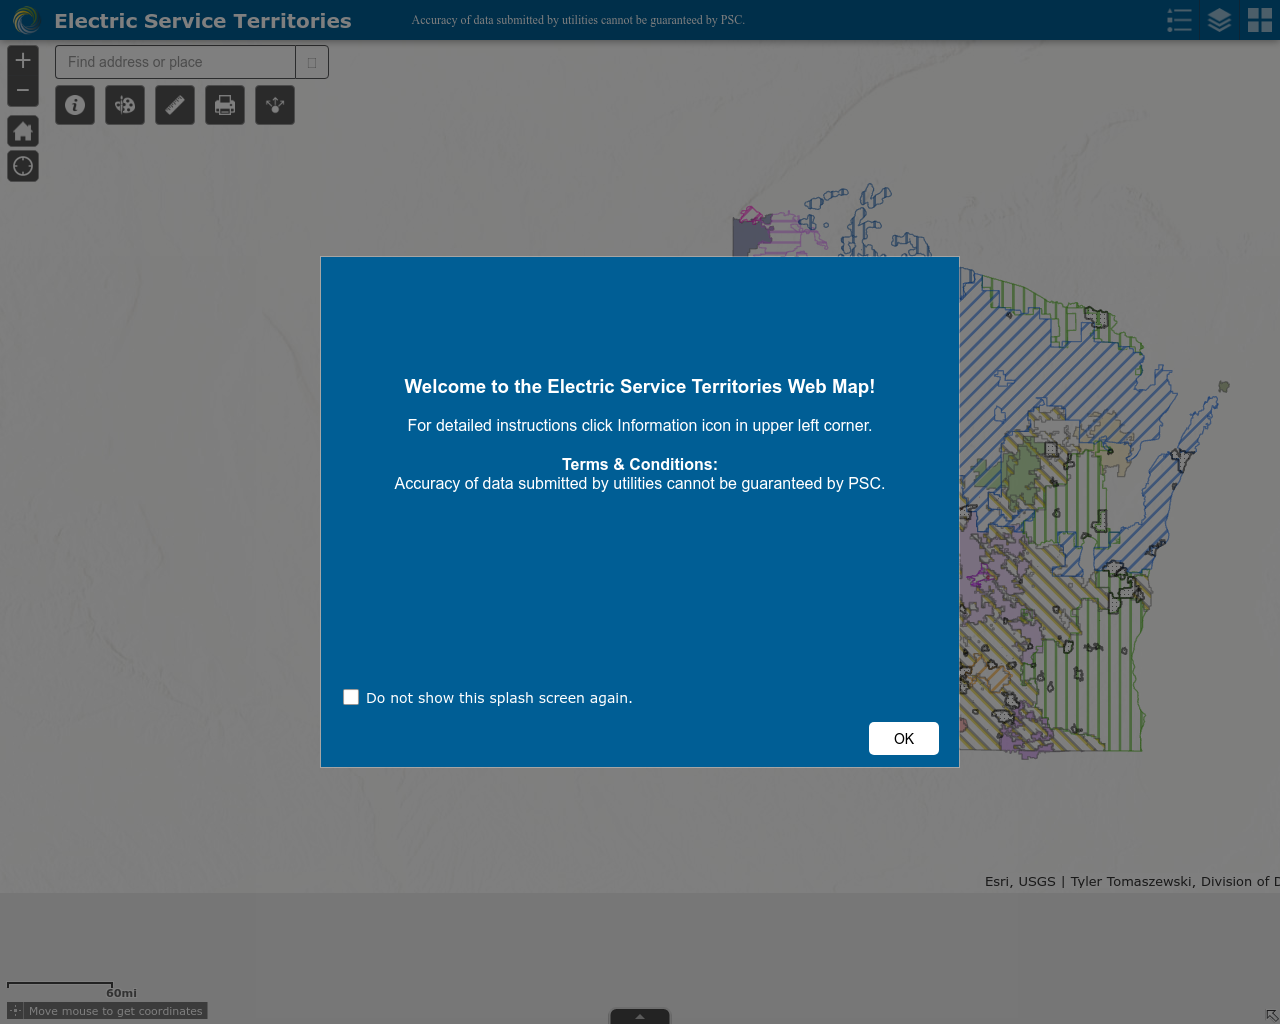 Electric Service Territories
Accuracy of data submitted by utilities cannot be guaranteed by PSC.
Find address or place
Welcome to the Electric Service Territories Web Map!
For detailed instructions click Information icon in upper left corner.
Terms & Conditions:
Accuracy of data submitted by utilities cannot be guaranteed by PSC.
Do not show this splash screen again.
OK
Esri, USGS | Tyler Tomaszewski, Division of
60mi
Move mouse to get coordinates